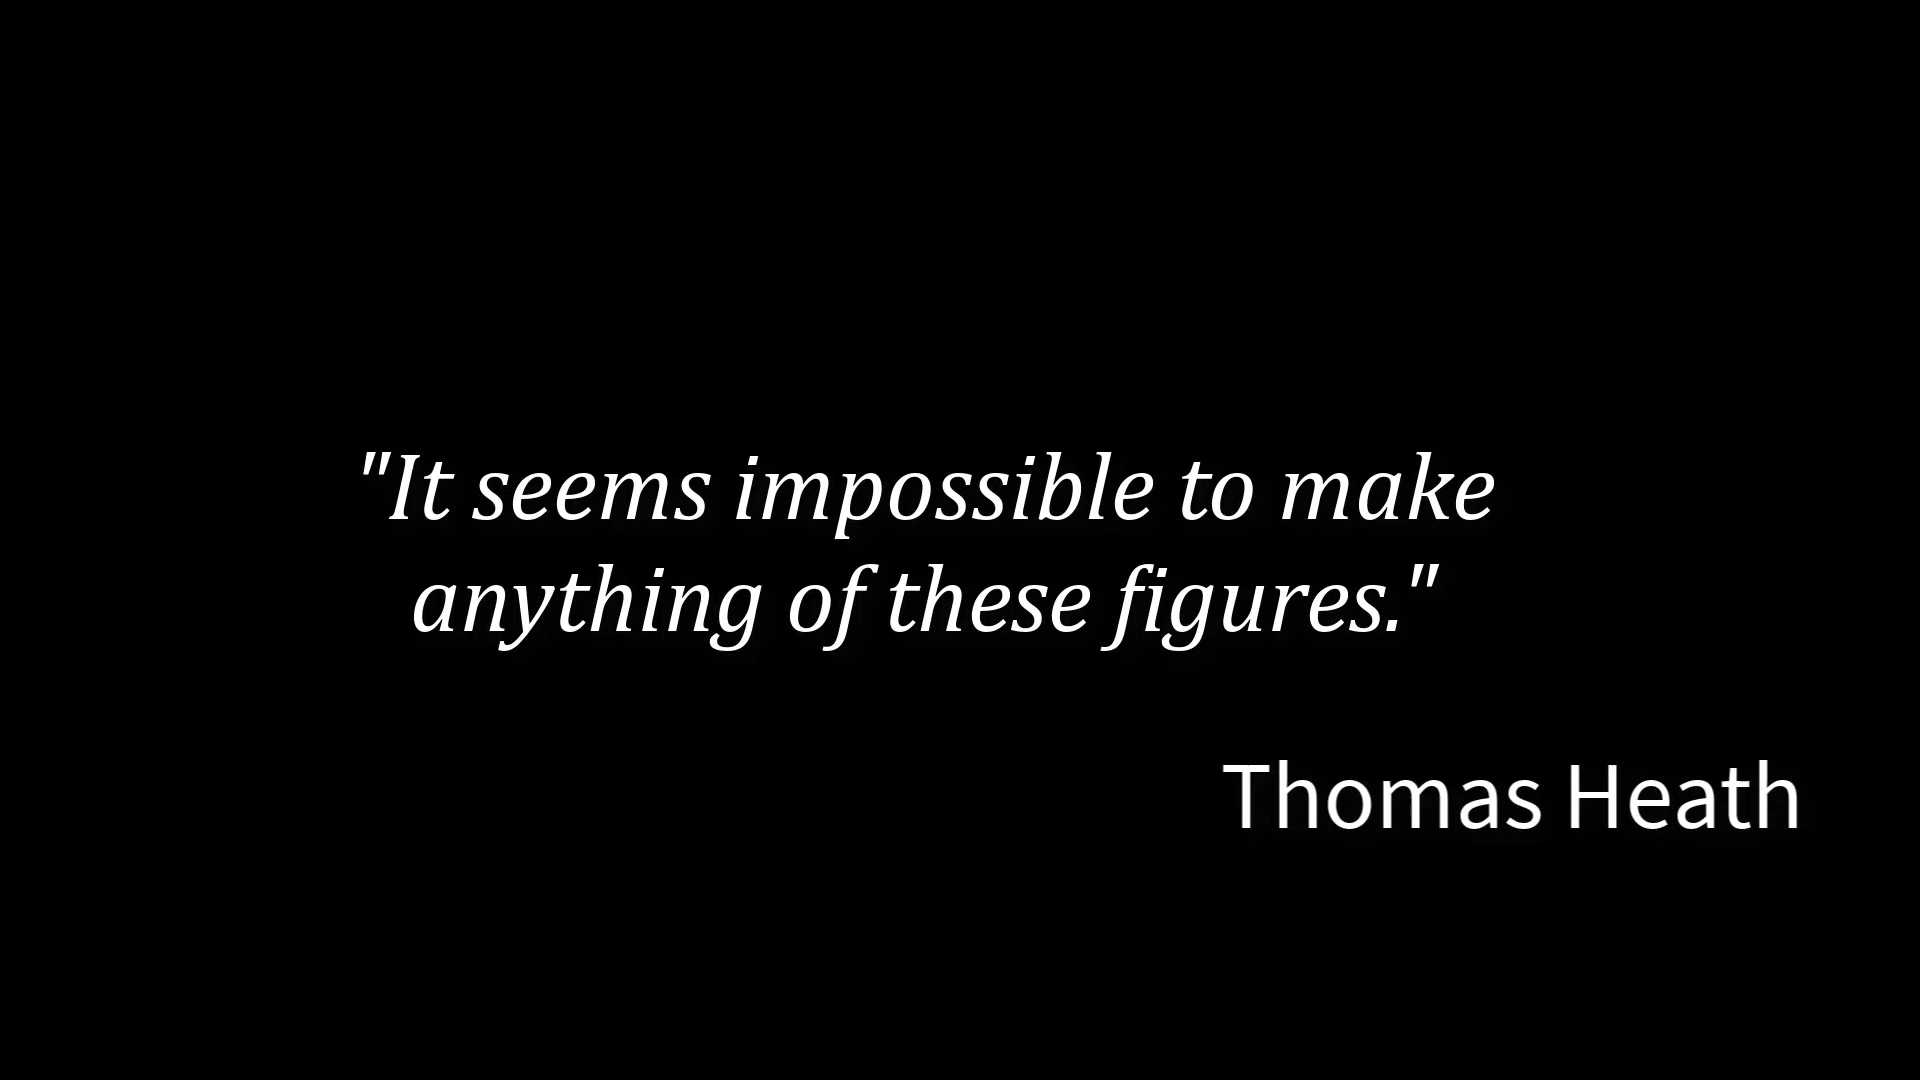 "It seems impossible to make
anything of these figures."
Thomas Heath